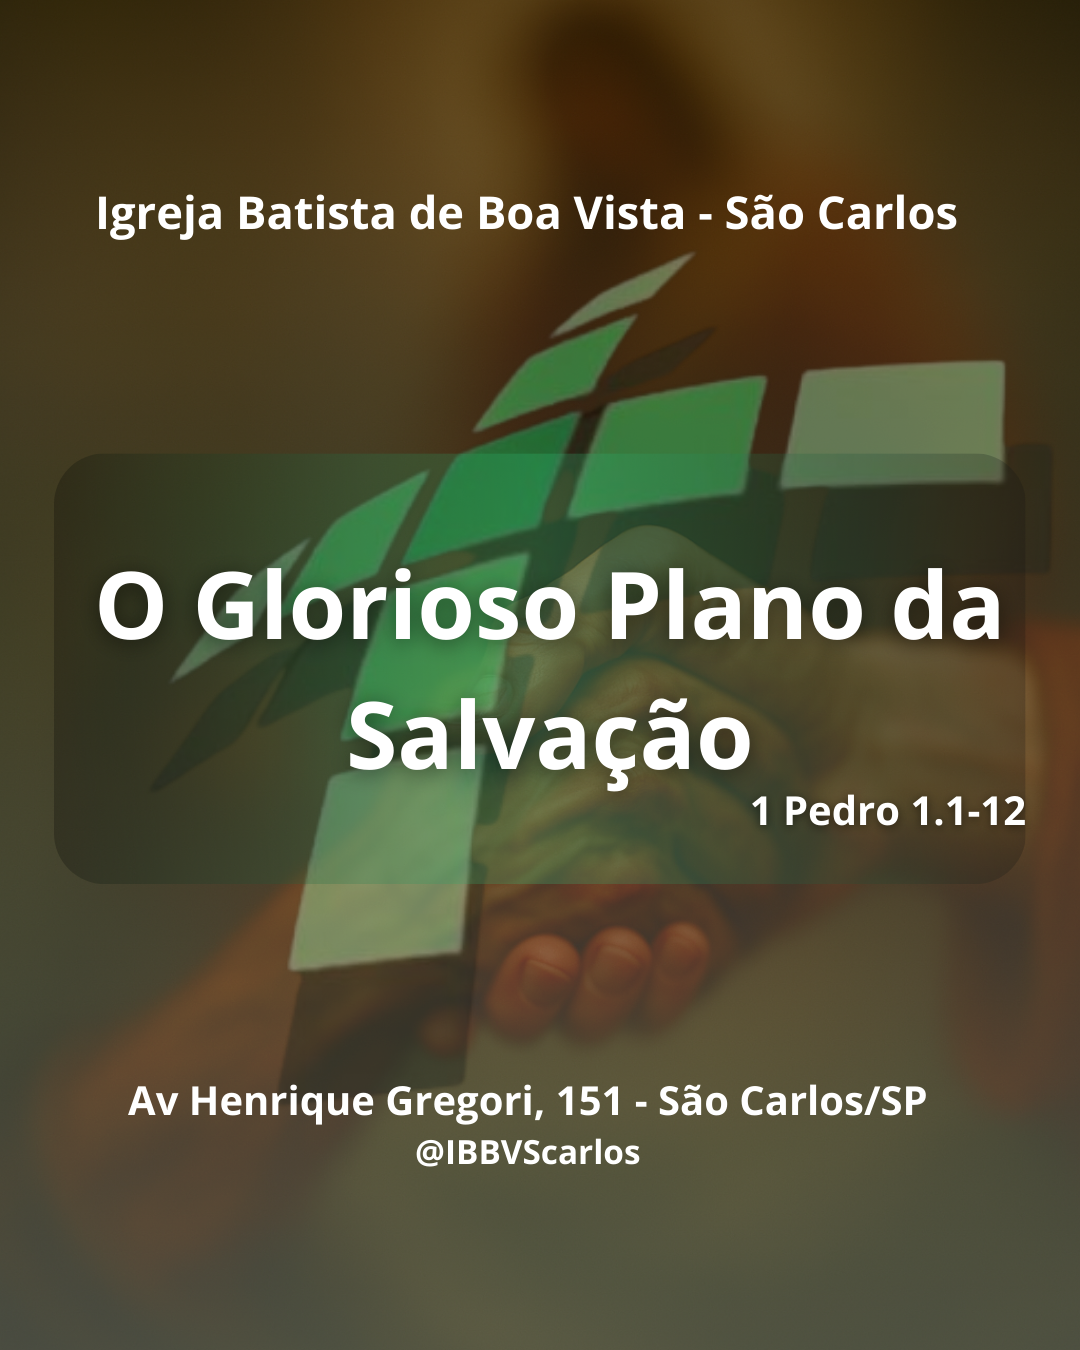 Igreja Batista de Boa Vista - São Carlos
O Glorioso Plano da
Salvação
1 Pedro 1.1-12
Av Henrique Gregori, 151 - São Carlos/SP
@IBBVScarlos